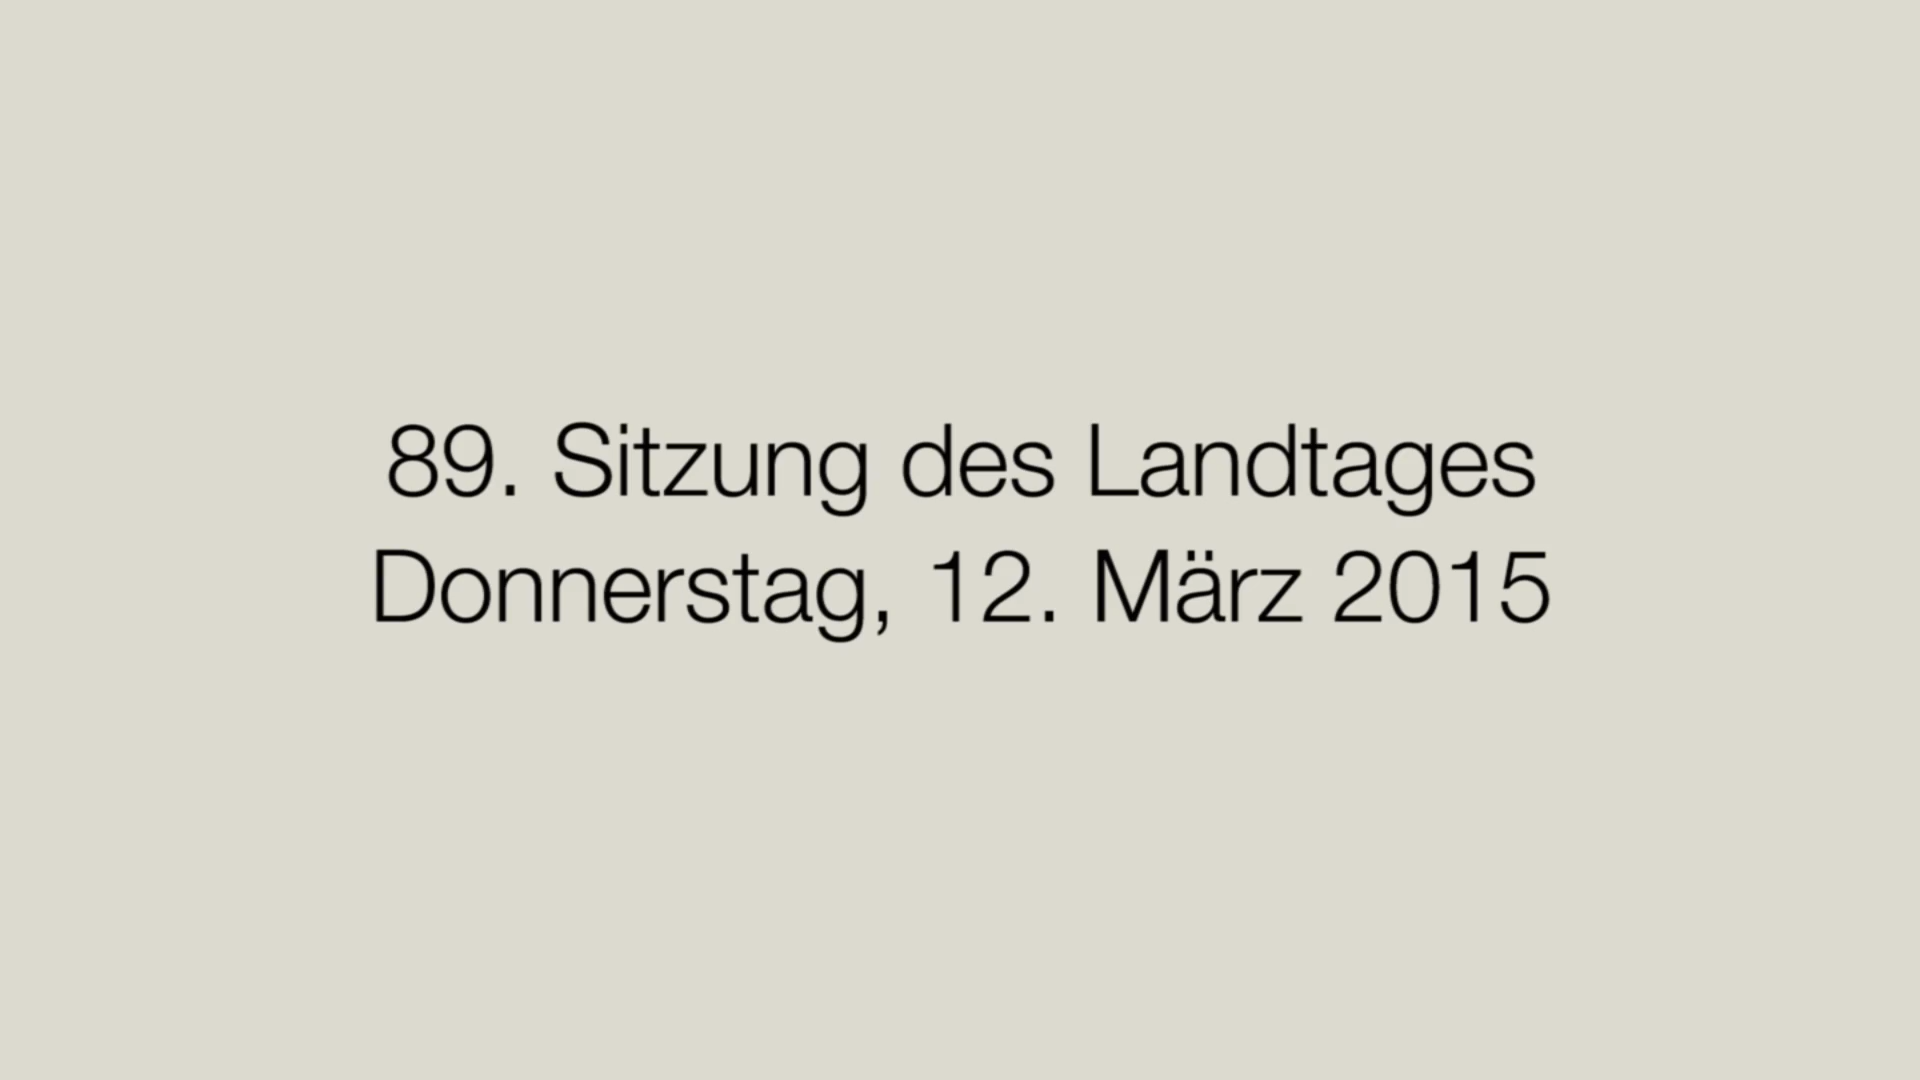 89. Sitzung des Landtages
Donnerstag, 12. März 2015